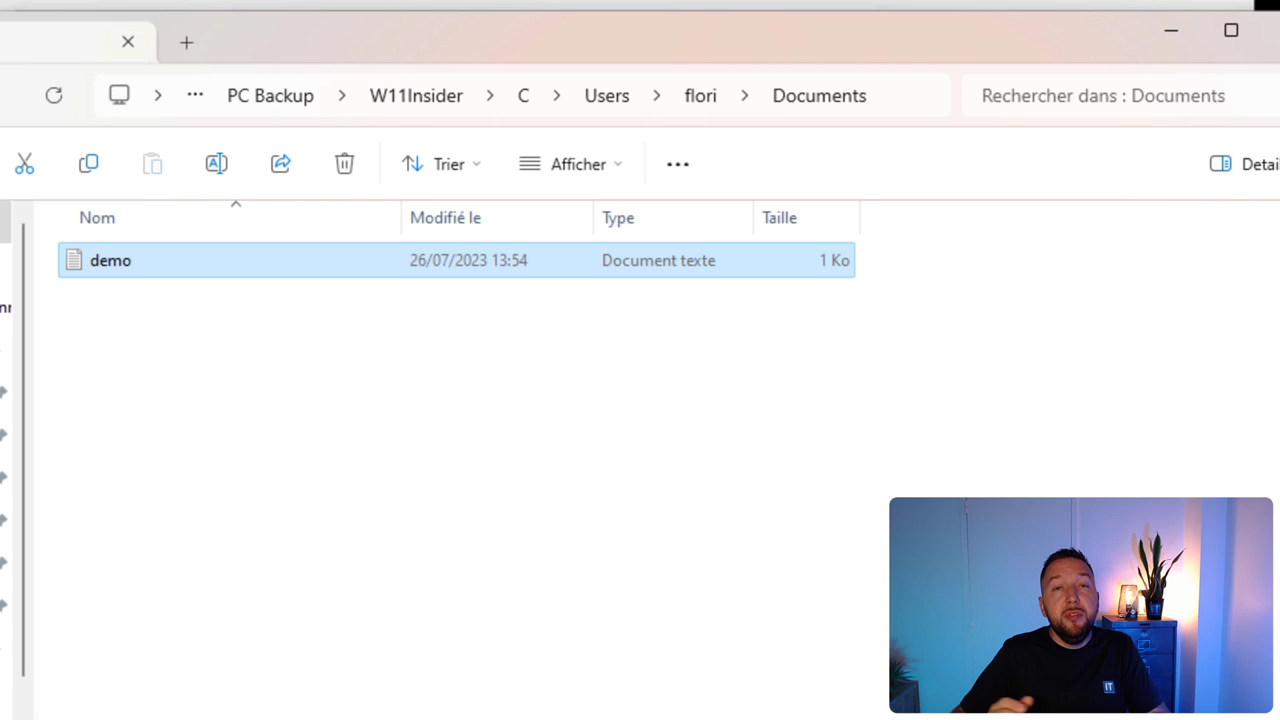 PC Backup > W11Insider > C > Users > flori > Documents
Rechercher dans : Documents
Trier
Afficher
Detai
Nom
Modifié le
Type
Taille
demo
26/07/2023 13:54
Document texte
1 Ko
IT